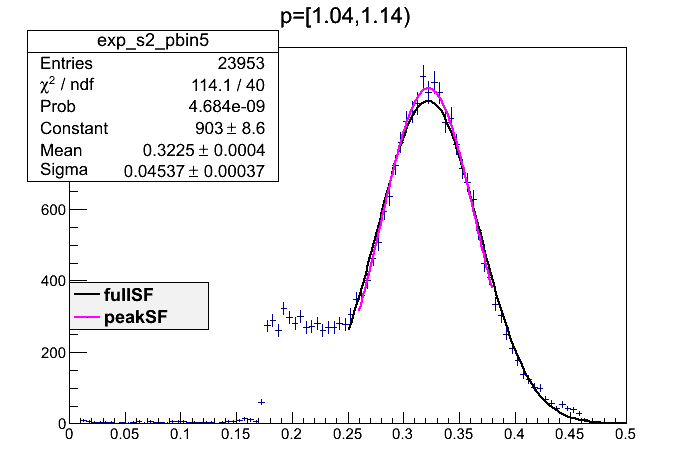 p=[1.04,1.14)
exp_s2_pbin5
Entries 23953
χ² / ndf 114.1 / 40
Prob 4.684e-09
Constant 903 ± 8.6
Mean 0.3225 ± 0.0004
Sigma 0.04537 ± 0.00037
600
400
fullSF
peakSF
200
0
0 0.05 0.1 0.15 0.2 0.25 0.3 0.35 0.4 0.45 0.5